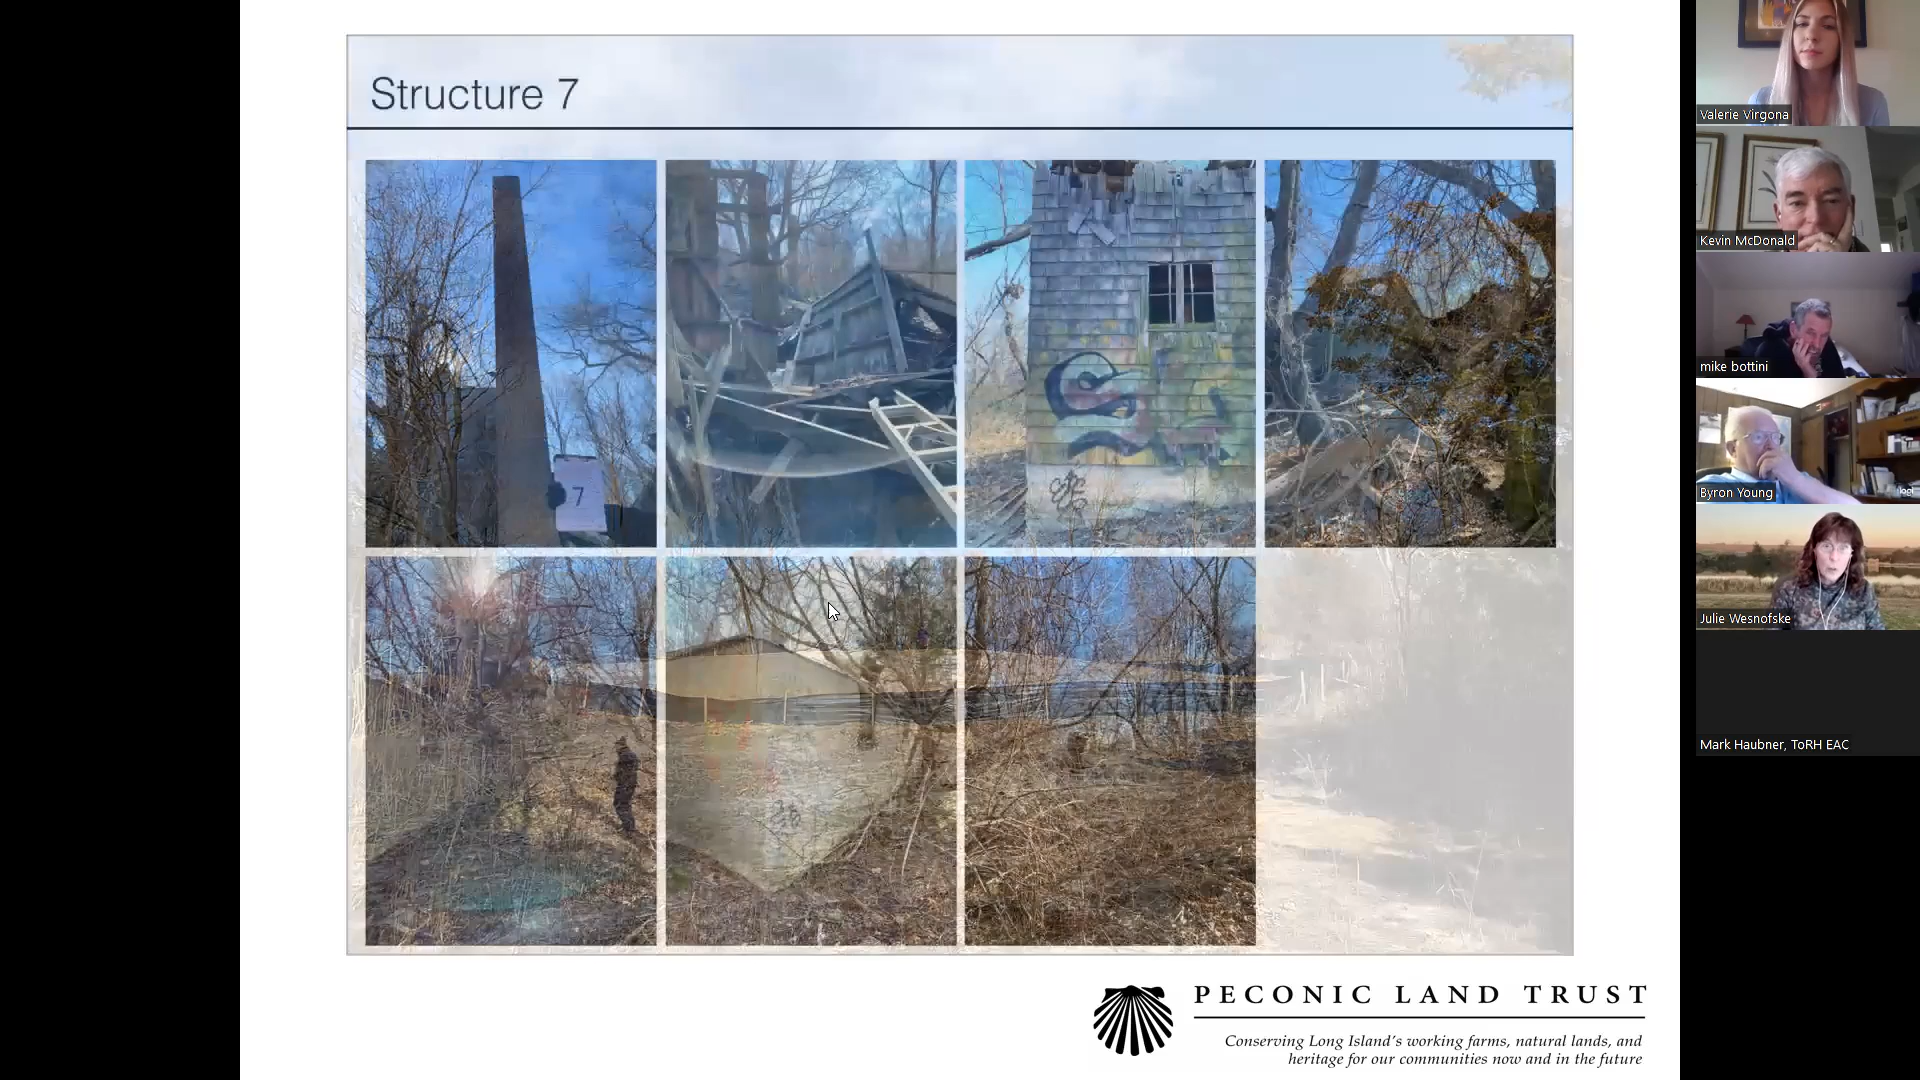 Structure 7
7
PECONIC LAND TRUST
Conserving Long Island's working farms, natural lands, and
heritage for our communities now and in the future
Valerie Virgona
Kevin McDonald
mike bottini
Byron Young
Julie Wesnofske
Mark Haubner, ToRH EAC